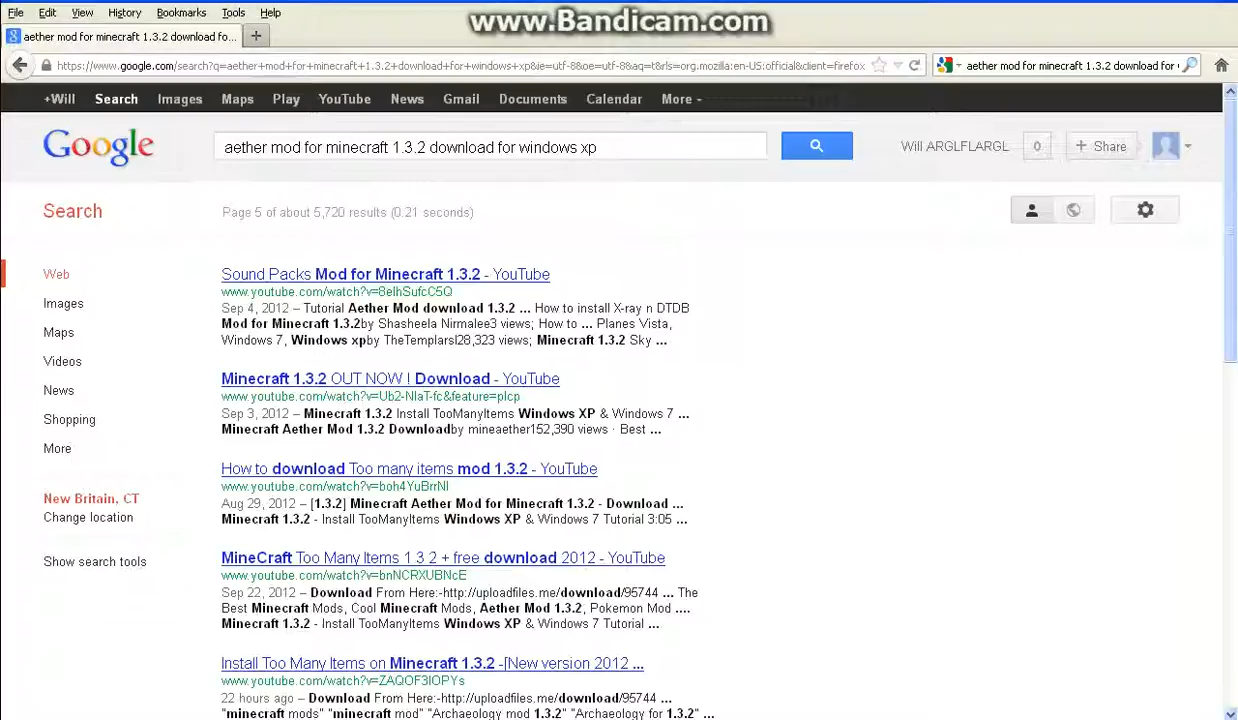 File Edit View History Bookmarks Tools Help
www.Bandicam.com
aether mod for minecraft 1.3.2 download fo...
https://www.google.com/search?q=aether+mod+for+minecraft+1.3.2+download+for+windows+xp&ie=utf-8&oe=utf-8&aq=t&rls=org.mozilla:en-US:official&client=firefox
aether mod for minecraft 1.3.2 download for
+Will Search Images Maps Play YouTube News Gmail Documents Calendar More
Google
aether mod for minecraft 1.3.2 download for windows xp
Will ARGLFLARGL 0 + Share
Search
Page 5 of about 5,720 results (0.21 seconds)
Web
Images
Maps
Videos
News
Shopping
More
New Britain, CT
Change location
Show search tools
Sound Packs Mod for Minecraft 1.3.2 - YouTube
www.youtube.com/watch?v=8elhSufcC5Q
Sep 4, 2012 – Tutorial Aether Mod download 1.3.2 ... How to install X-ray n DTDB
Mod for Minecraft 1.3.2by Shasheela Nirmalee3 views; How to ... Planes Vista,
Windows 7, Windows xpby TheTemplarsl28,323 views; Minecraft 1.3.2 Sky ...
Minecraft 1.3.2 OUT NOW ! Download - YouTube
www.youtube.com/watch?v=Ub2-NlaT-fc&feature=plcp
Sep 3, 2012 – Minecraft 1.3.2 Install TooManyItems Windows XP & Windows 7 ...
Minecraft Aether Mod 1.3.2 Downloadby mineaether152,390 views · Best ...
How to download Too many items mod 1.3.2 - YouTube
www.youtube.com/watch?v=boh4YuBrrNI
Aug 29, 2012 – [1.3.2] Minecraft Aether Mod for Minecraft 1.3.2 - Download ...
Minecraft 1.3.2 - Install TooManyItems Windows XP & Windows 7 Tutorial 3:05 ...
MineCraft Too Many Items 1 3 2 + free download 2012 - YouTube
www.youtube.com/watch?v=bnNCRXUBNcE
Sep 22, 2012 – Download From Here:-http://uploadfiles.me/download/95744 ... The
Best Minecraft Mods, Cool Minecraft Mods, Aether Mod 1.3.2, Pokemon Mod ....
Minecraft 1.3.2 - Install TooManyItems Windows XP & Windows 7 Tutorial ...
Install Too Many Items on Minecraft 1.3.2 -[New version 2012 ...
www.youtube.com/watch?v=ZAQOF3IOPYs
22 hours ago – Download From Here:-http://uploadfiles.me/download/95744 ...
"minecraft mods" "minecraft mod" "Archaeology mod 1.3.2" "Archaeology for 1.3.2" ...